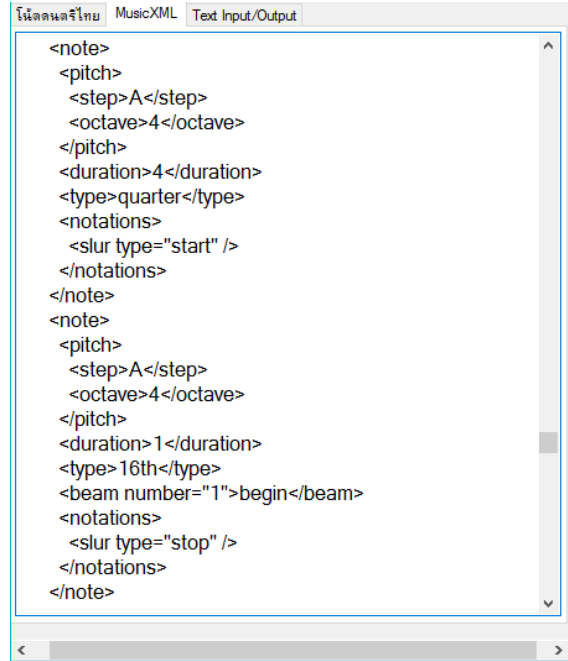 โน้ตดนตรีไทย MusicXML Text Input/Output
<note>
<pitch>
<step>A</step>
<octave>4</octave>
</pitch>
<duration>4</duration>
<type>quarter</type>
<notations>
<slur type="start" />
</notations>
</note>
<note>
<pitch>
<step>A</step>
<octave>4</octave>
</pitch>
<duration>1</duration>
<type>16th</type>
<beam number="1">begin</beam>
<notations>
<slur type="stop" />
</notations>
</note>